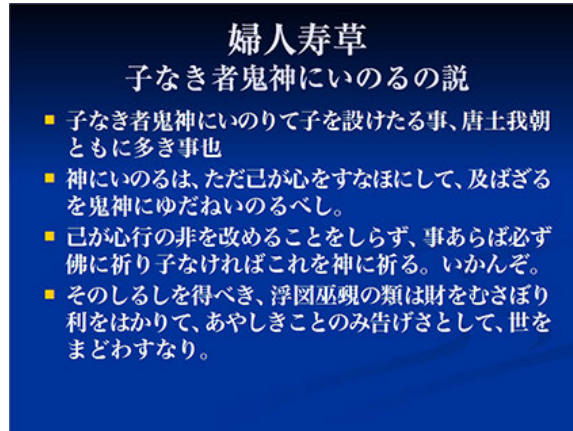 婦人寿草
子なき者鬼神にいのるの説
子なき者鬼神にいのりて子を設けたる事、唐土我朝
ともに多き事也
神にいのるは、ただ己が心をすなほにして、及ばざる
を鬼神にゆだねいのるべし。
己が心行の非を改めることをしらず、事あらば必ず
佛に祈り子なければこれを神に祈る。いかんぞ。
そのしるしを得べき、浮図巫覡の類は財をむさぼり
利をはかりて、あやしきことのみ告げさとして、世を
まどわすなり。